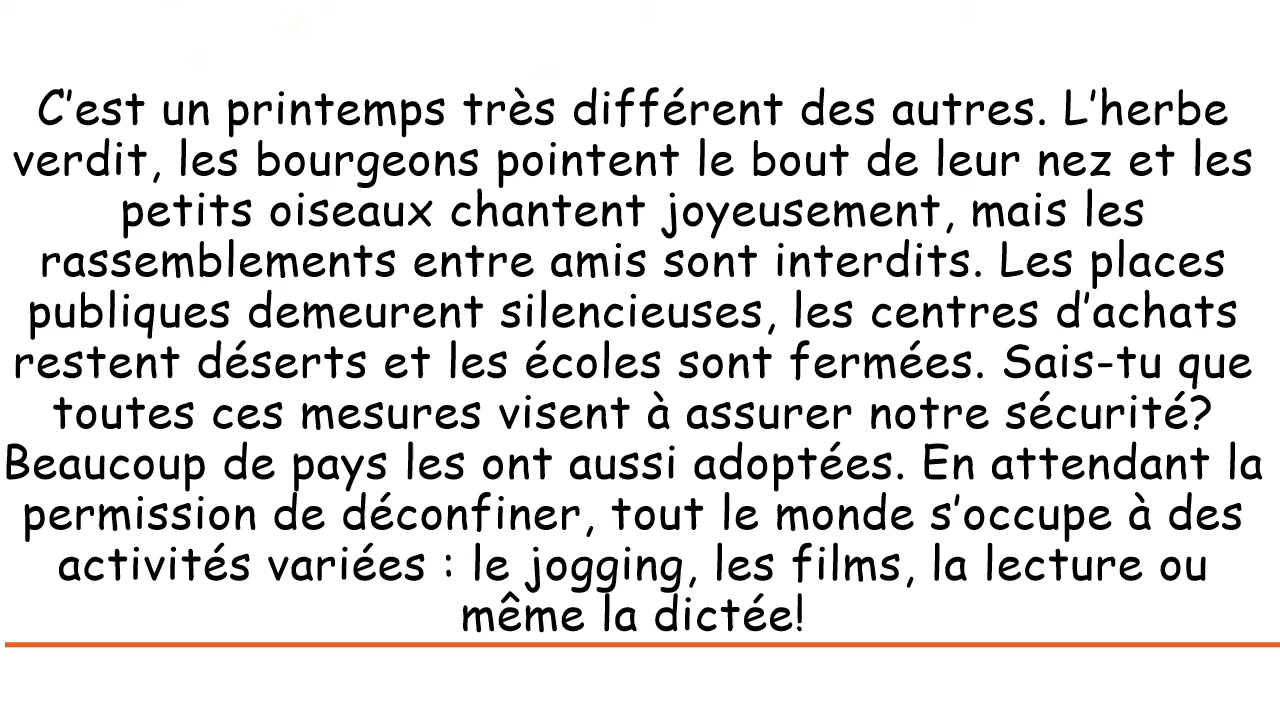 C'est un printemps très différent des autres. L'herbe
verdit, les bourgeons pointent le bout de leur nez et les
petits oiseaux chantent joyeusement, mais les
rassemblements entre amis sont interdits. Les places
publiques demeurent silencieuses, les centres d'achats
restent déserts et les écoles sont fermées. Sais-tu que
toutes ces mesures visent à assurer notre sécurité?
Beaucoup de pays les ont aussi adoptées. En attendant la
permission de déconfiner, tout le monde s'occupe à des
activités variées : le jogging, les films, la lecture ou
même la dictée!